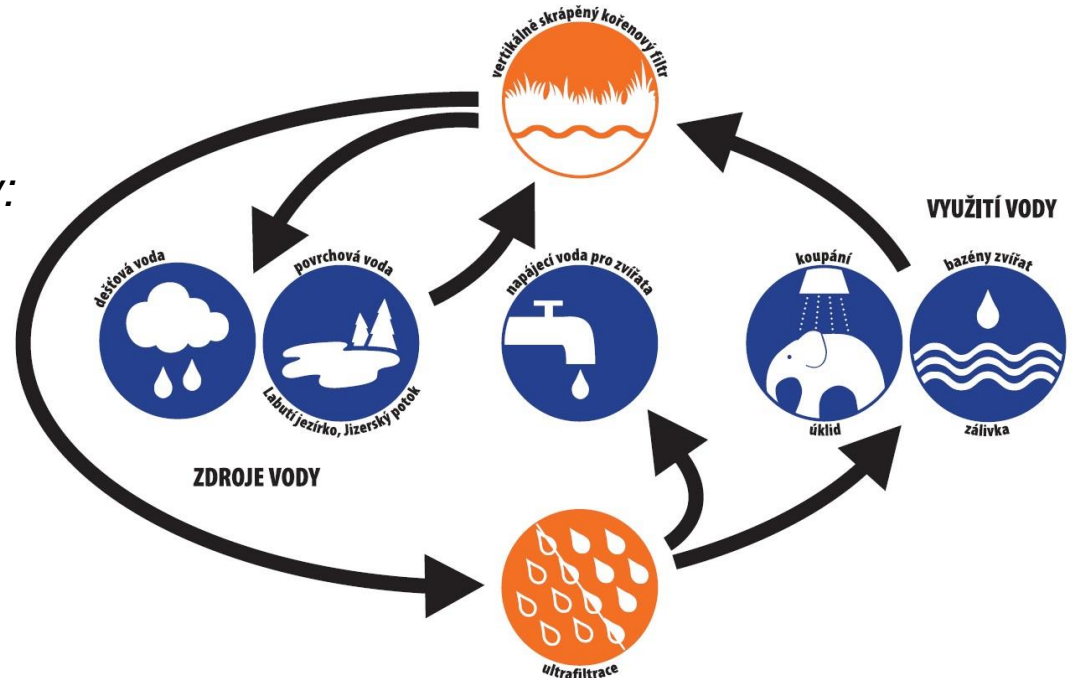 vertikálně skrápěný kořenový filtr
y:
VYUŽITÍ VODY
dešťová voda
povrchová voda
napájecí voda pro zvířata
koupání
bazény zvířat
Labutí jezírko, Jizerský potok
úklid
zálivka
ZDROJE VODY
ultrafiltrace